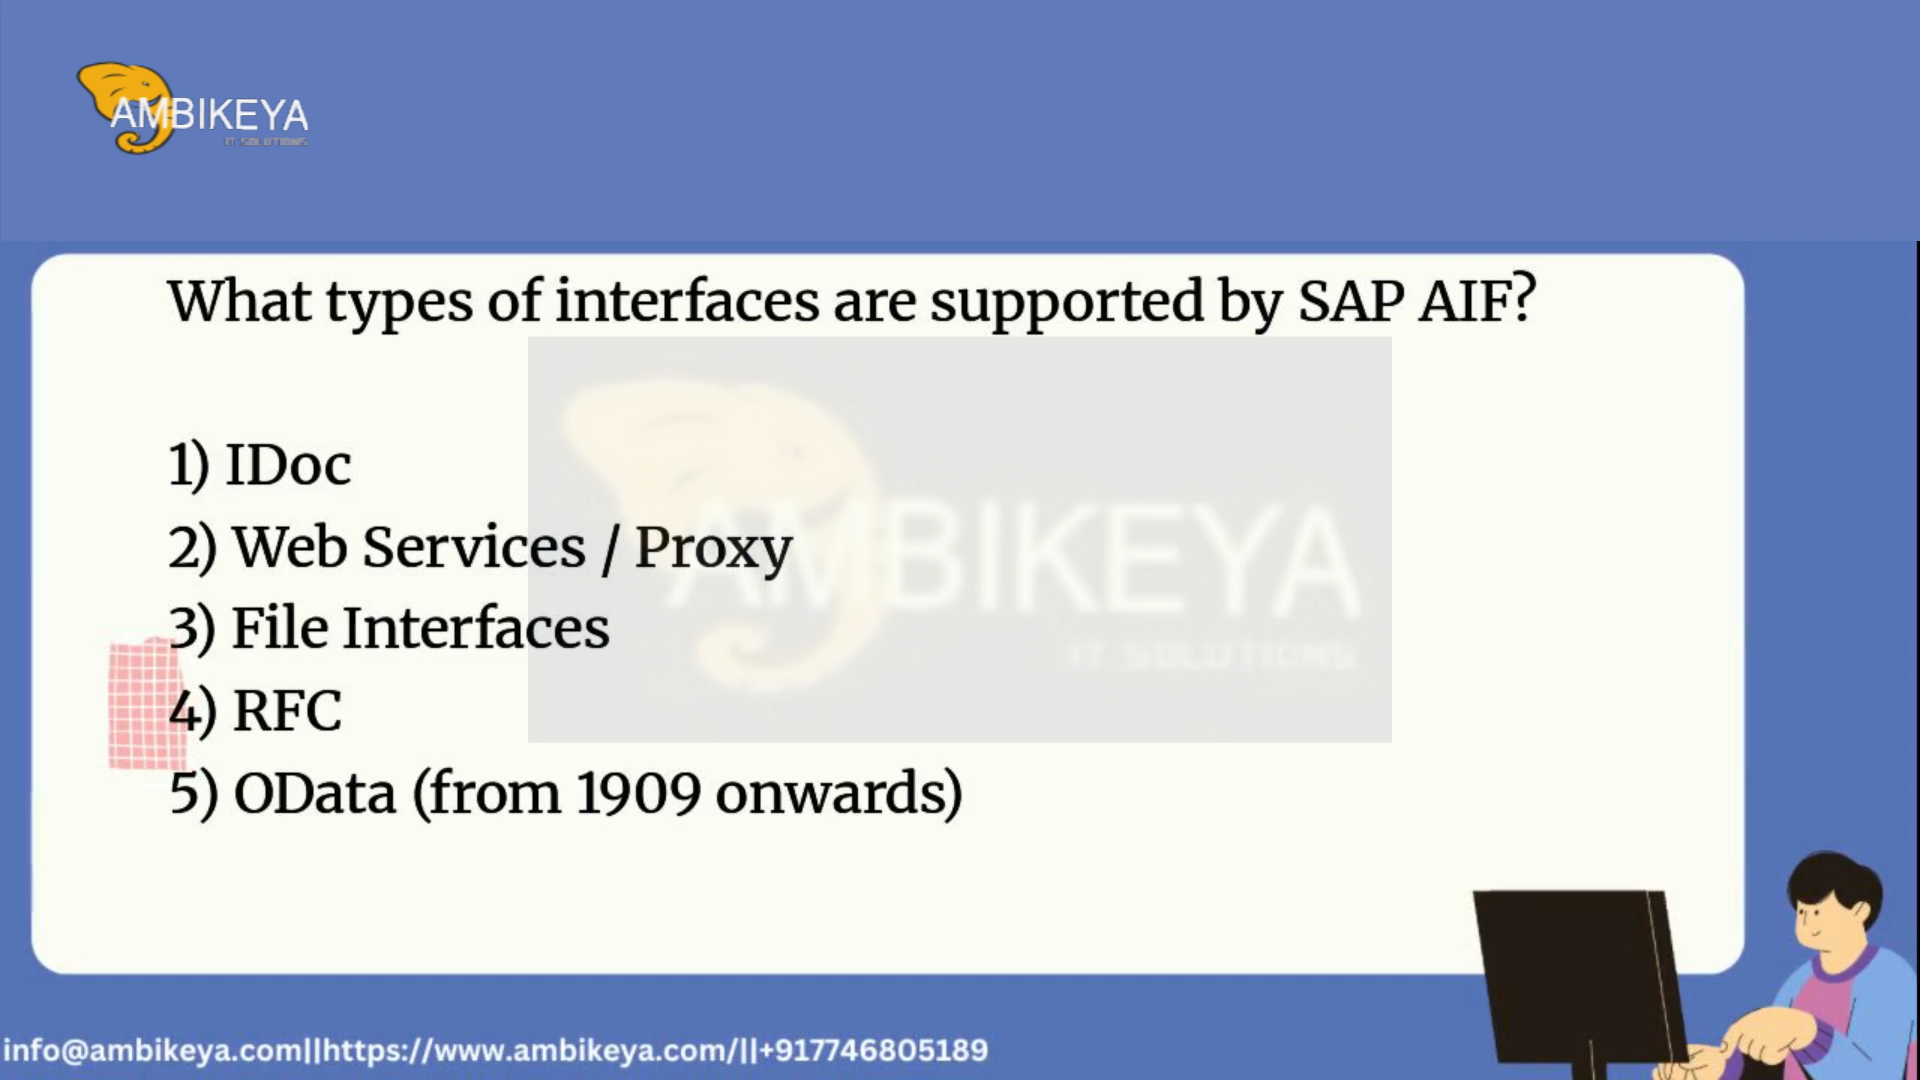 AMBIKEYA
IT SOLUTIONS
What types of interfaces are supported by SAP AIF?
1) IDoc
2) Web Services / Proxy
3) File Interfaces
4) RFC
5) OData (from 1909 onwards)
AMBIKEYA
IT SOLUTIONS
info@ambikeya.com||https://www.ambikeya.com/||+917746805189